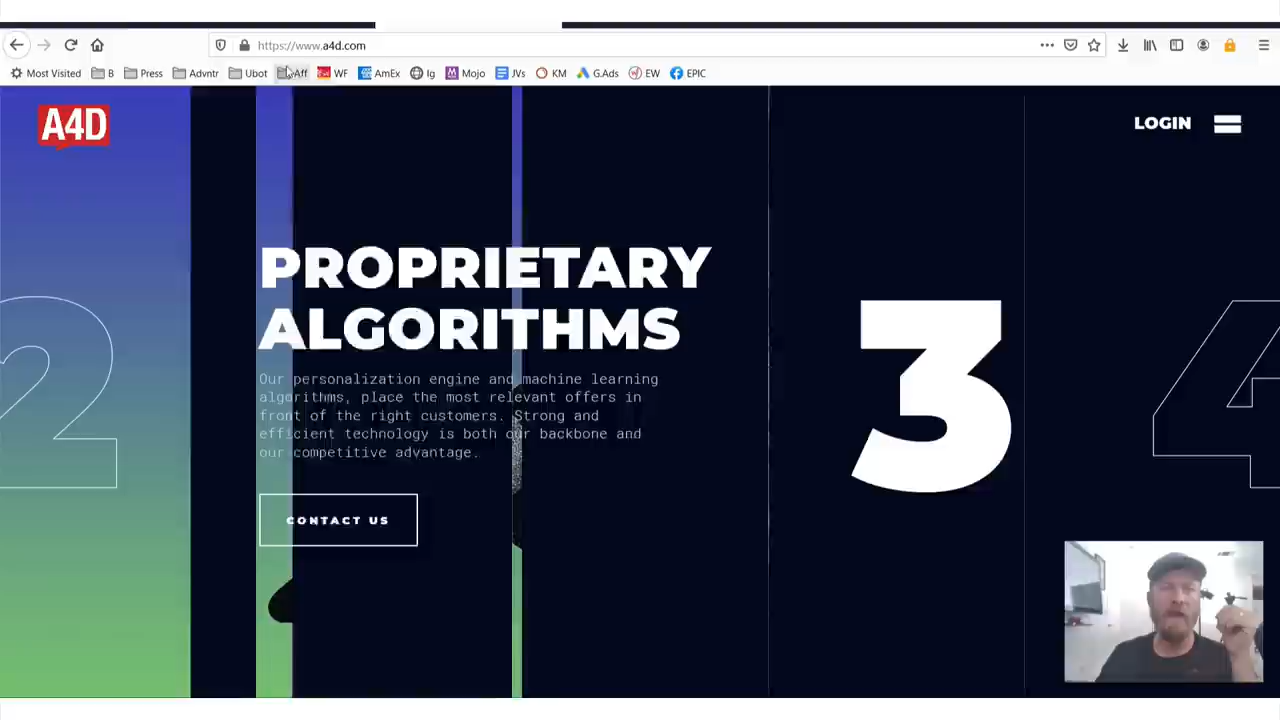 https://www.a4d.com
Most Visited B Press Advntr Ubot Aff WF AmEx Ig Mojo JVs KM G.Ads EW EPIC
A4D
LOGIN
PROPRIETARY
ALGORITHMS
Our personalization engine and machine learning
algorithms, place the most relevant offers in
front of the right customers. Strong and
efficient technology is both our backbone and
our competitive advantage.
CONTACT US
2
3
4